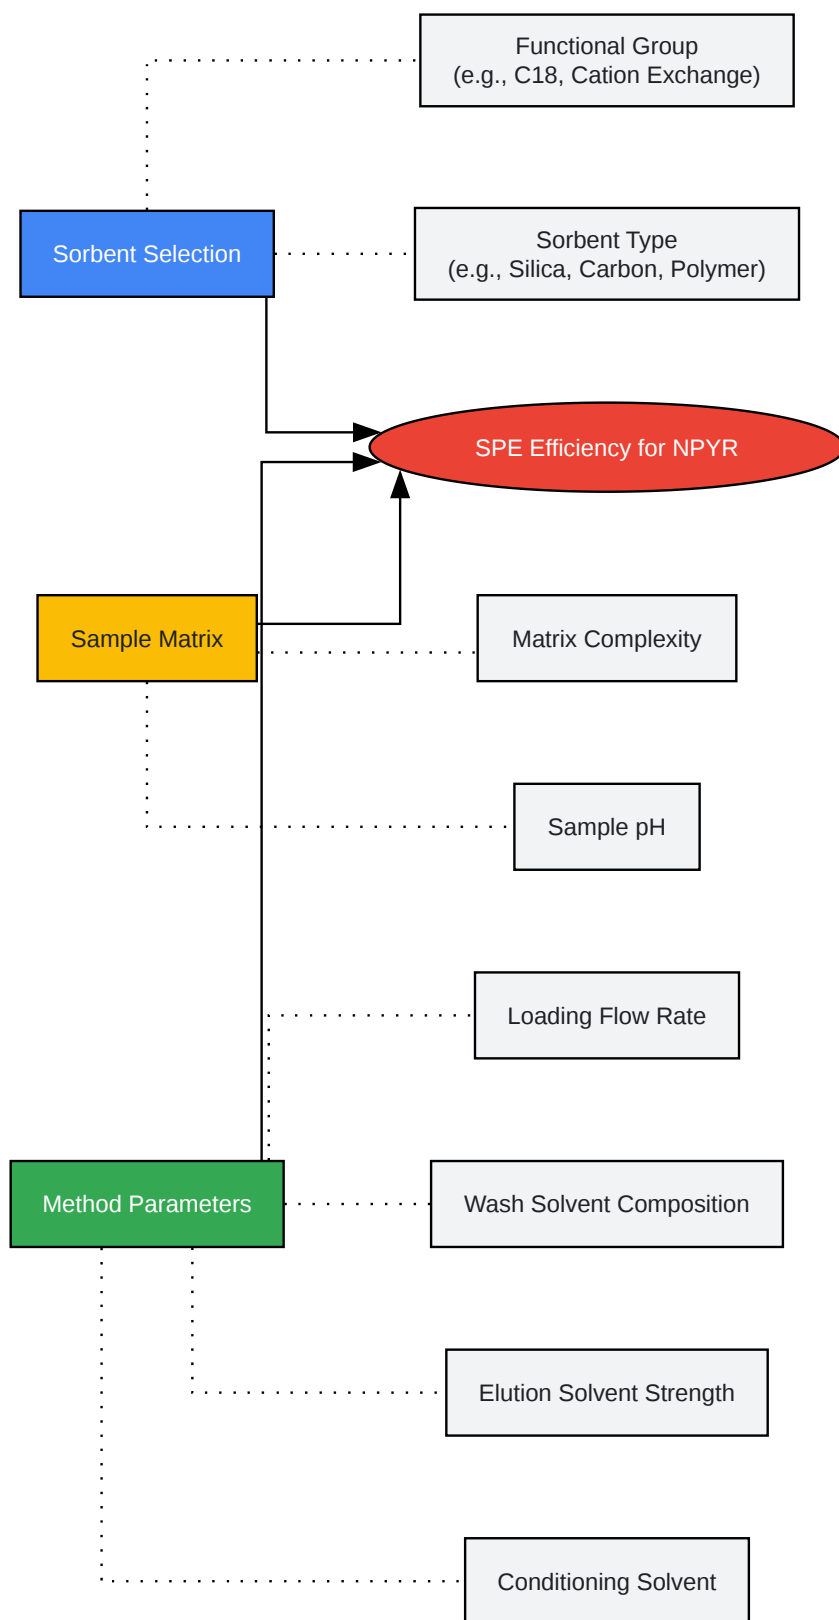 Functional Group
(e.g., C18, Cation Exchange)
Sorbent Selection
Sorbent Type
(e.g., Silica, Carbon, Polymer)
SPE Efficiency for NPYR
Sample Matrix
Matrix Complexity
Sample pH
Loading Flow Rate
Method Parameters
Wash Solvent Composition
Elution Solvent Strength
Conditioning Solvent